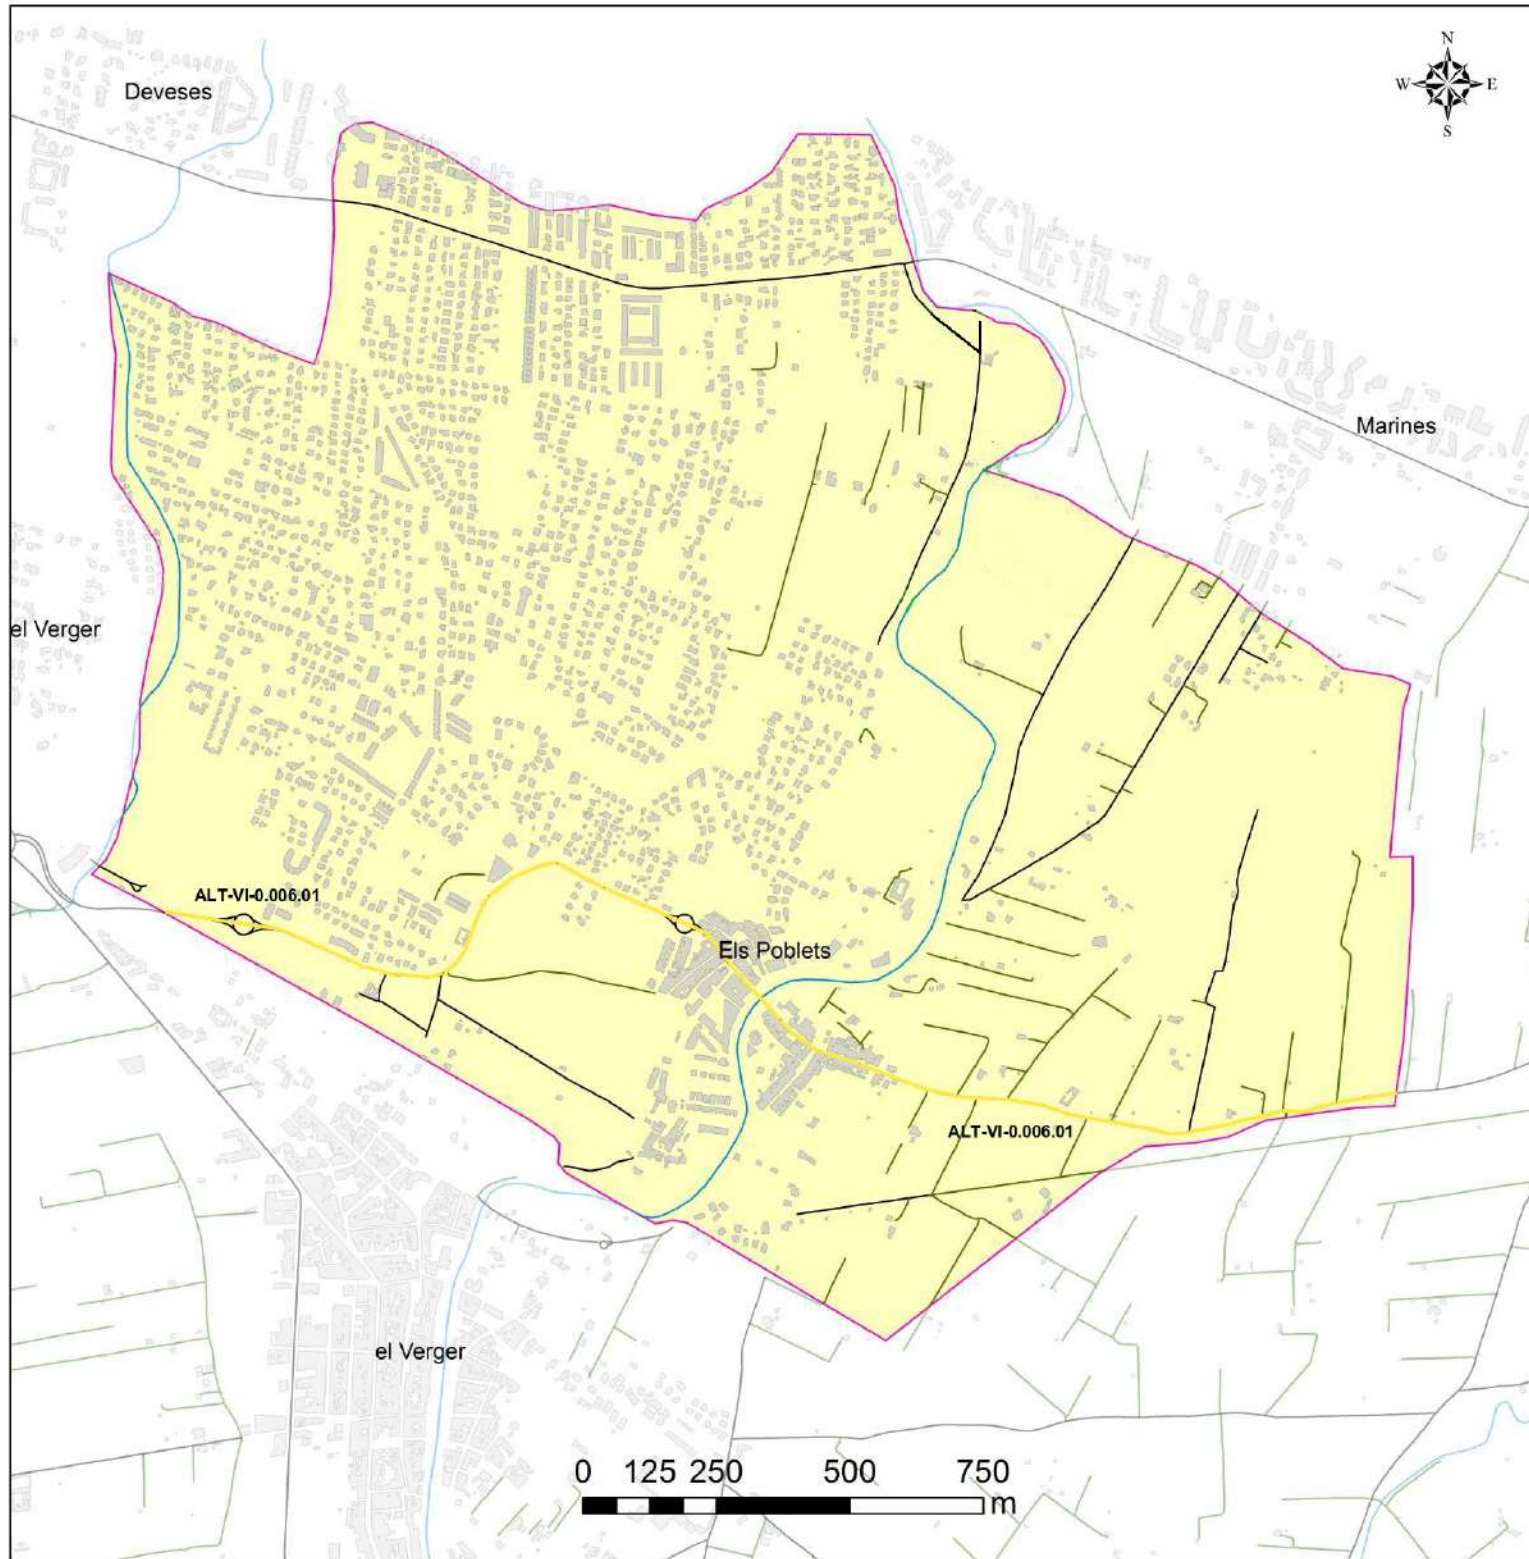 N
Deveses
W E
S
Marines
el Verger
ALT-VI-0.006.01
Els Poblets
ALT-VI-0.006.01
el Verger
0 125 250 500 750
m